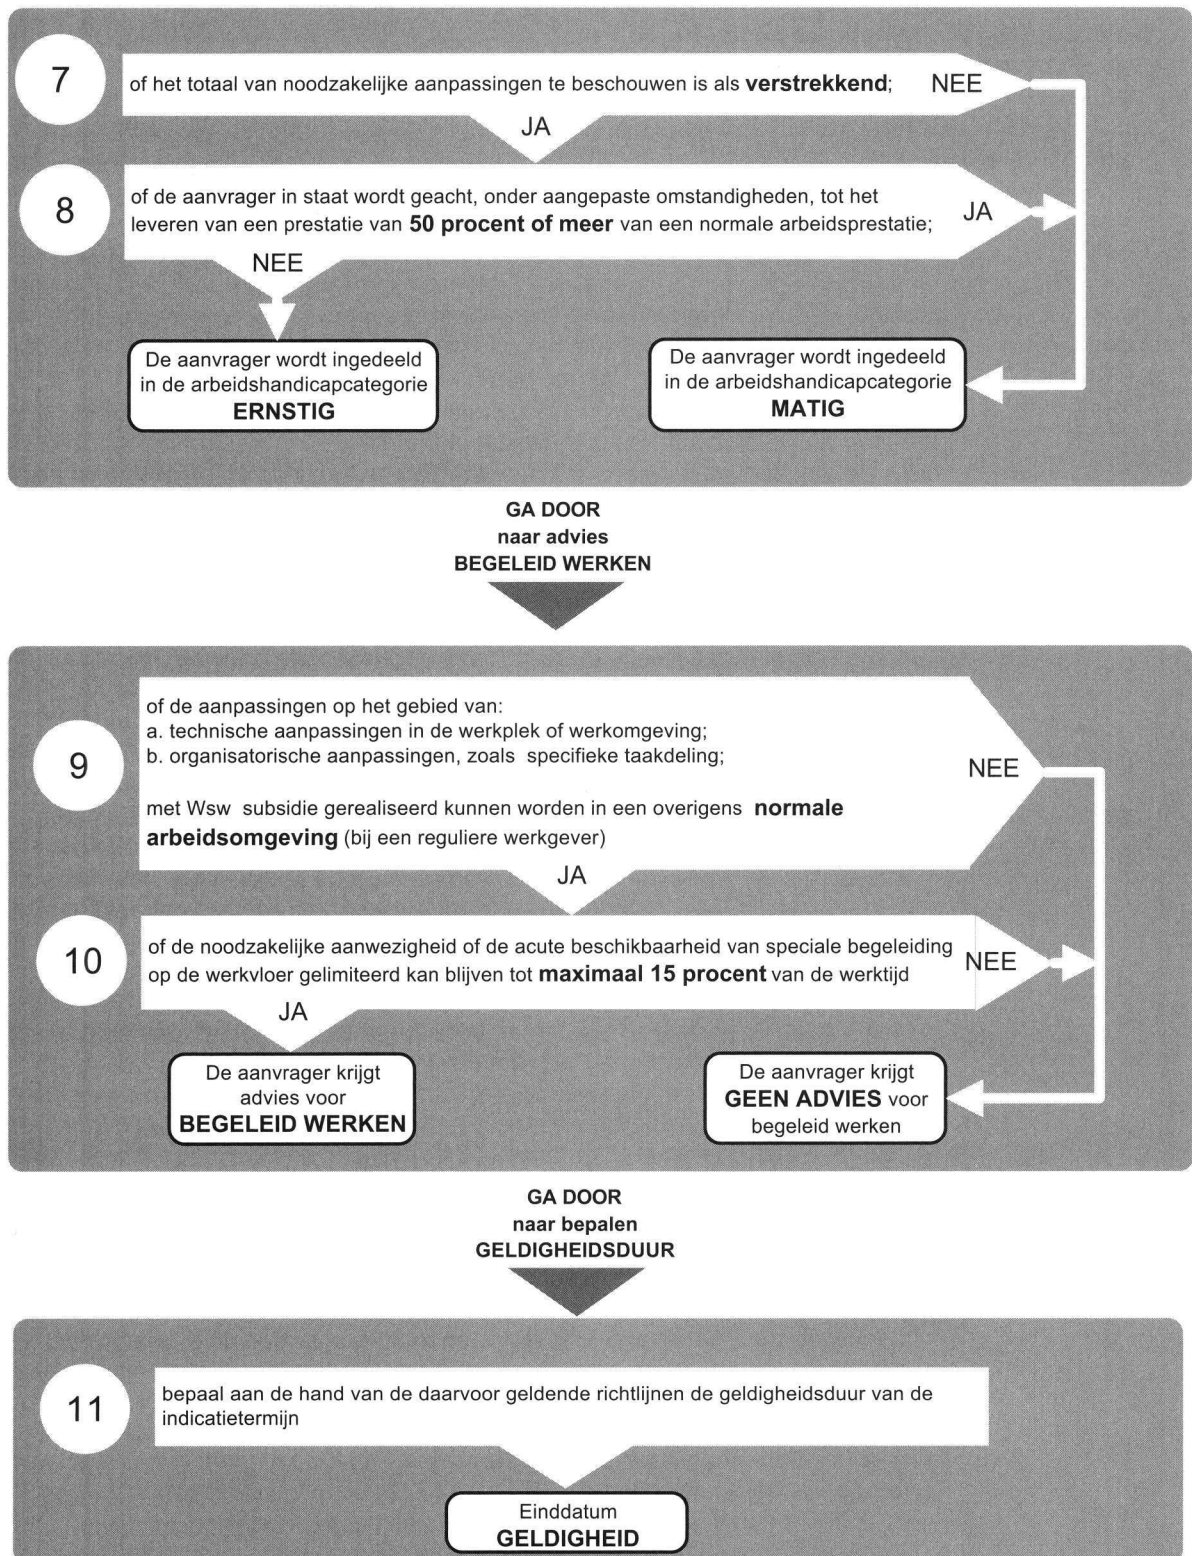 7
of het totaal van noodzakelijke aanpassingen te beschouwen is als verstrekkend;
NEE
JA
8
of de aanvrager in staat wordt geacht, onder aangepaste omstandigheden, tot het
leveren van een prestatie van 50 procent of meer van een normale arbeidsprestatie;
JA
NEE
De aanvrager wordt ingedeeld
in de arbeidshandicapcategorie
ERNSTIG
De aanvrager wordt ingedeeld
in de arbeidshandicapcategorie
MATIG
GA DOOR
naar advies
BEGELEID WERKEN
9
of de aanpassingen op het gebied van:
a. technische aanpassingen in de werkplek of werkomgeving;
b. organisatorische aanpassingen, zoals specifieke taakdeling;
met Wsw subsidie gerealiseerd kunnen worden in een overigens normale
arbeidsomgeving (bij een reguliere werkgever)
NEE
JA
10
of de noodzakelijke aanwezigheid of de acute beschikbaarheid van speciale begeleiding
op de werkvloer gelimiteerd kan blijven tot maximaal 15 procent van de werktijd
NEE
JA
De aanvrager krijgt
advies voor
BEGELEID WERKEN
De aanvrager krijgt
GEEN ADVIES voor
begeleid werken
GA DOOR
naar bepalen
GELDIGHEIDSDUUR
11
bepaal aan de hand van de daarvoor geldende richtlijnen de geldigheidsduur van de
indicatietermijn
Einddatum
GELDIGHEID